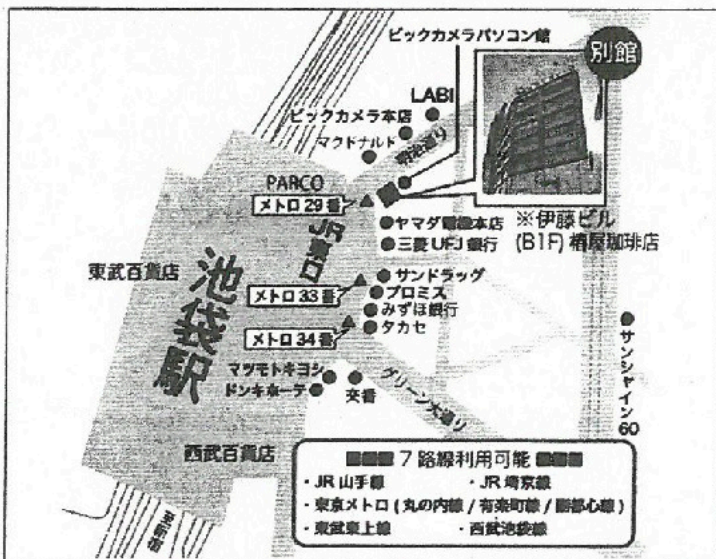 ビックカメラパソコン館
別館
LABI
ビックカメラ本店
マクドナルド
明治通り
PARCO
メトロ29番
JR東口
ヤマダ電機本店
三菱UFJ銀行
※伊藤ビル
(B1F) 椿屋珈琲店
東武百貨店
池袋駅
サンドラッグ
メトロ33番
プロミス
みずほ銀行
メトロ34番
タカセ
サンシャイン60
マツモトキヨシ
ドンキホーテ
交番
グリーン大通り
西武百貨店
7路線利用可能
・JR 山手線
・JR 埼京線
・東京メトロ ( 丸の内線 / 有楽町線 / 副都心線 )
・東武東上線
・西武池袋線
至新宿